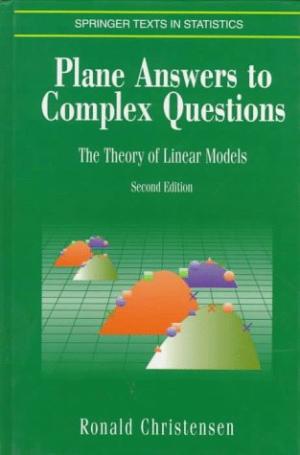 SPRINGER TEXTS IN STATISTICS
Plane Answers to
Complex Questions
The Theory of Linear Models
Second Edition
Ronald Christensen